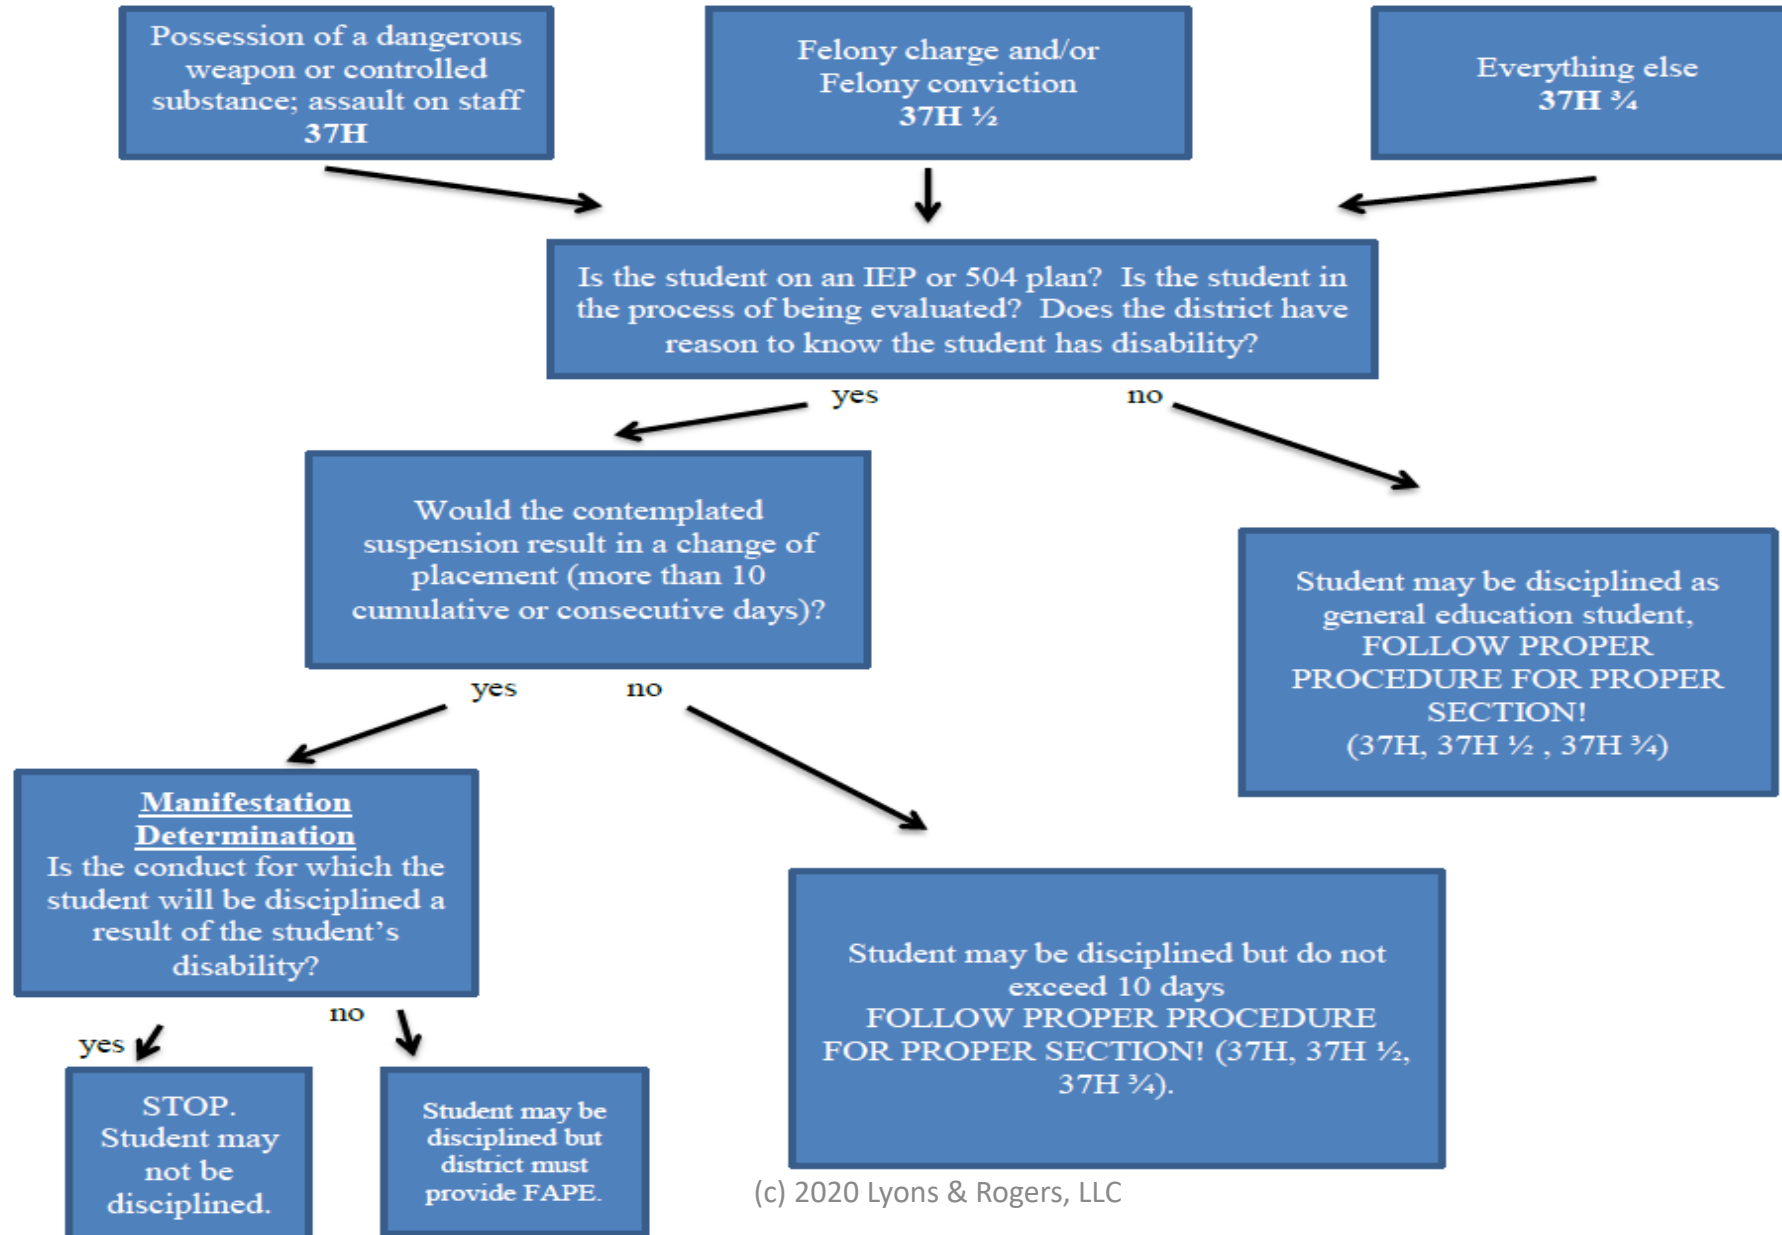 Possession of a dangerous
weapon or controlled
substance; assault on staff
37H
Felony charge and/or
Felony conviction
37H ½
Everything else
37H ¾
Is the student on an IEP or 504 plan?  Is the student in
the process of being evaluated?  Does the district have
reason to know the student has disability?
yes
no
Would the contemplated
suspension result in a change of
placement (more than 10
cumulative or consecutive days)?
Student may be disciplined as
general education student,
FOLLOW PROPER
PROCEDURE FOR PROPER
SECTION!
(37H, 37H ½ , 37H ¾)
yes
no
Manifestation
Determination
Is the conduct for which the
student will be disciplined a
result of the student’s
disability?
Student may be disciplined but do not
exceed 10 days
FOLLOW PROPER PROCEDURE
FOR PROPER SECTION! (37H, 37H ½,
37H ¾).
yes
no
STOP.
Student may
not be
disciplined.
Student may be
disciplined but
district must
provide FAPE.
(c) 2020 Lyons & Rogers, LLC